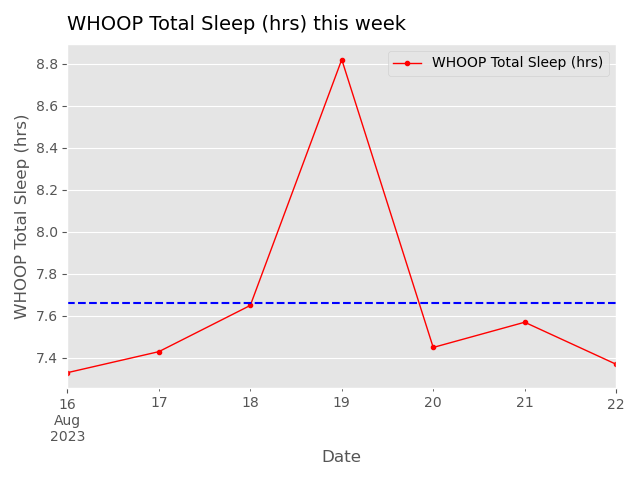 WHOOP Total Sleep (hrs) this week
WHOOP Total Sleep (hrs)
WHOOP Total Sleep (hrs)
8.8
8.6
8.4
8.2
8.0
7.8
7.6
7.4
16 17 18 19 20 21 22
Aug
2023
Date